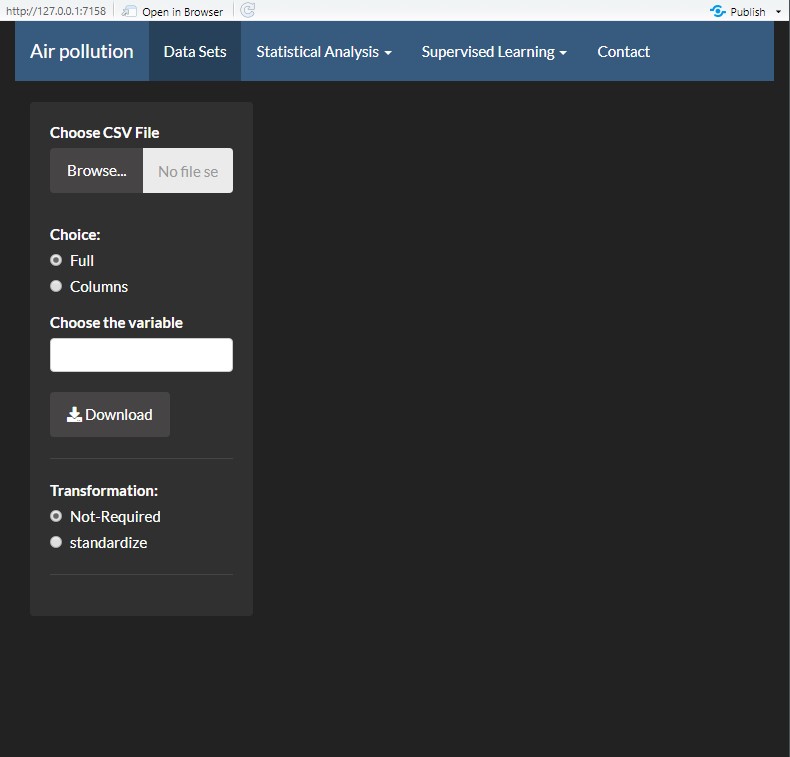 http://127.0.0.1:7158 Open in Browser Publish
Air pollution Data Sets Statistical Analysis Supervised Learning Contact
Choose CSV File
Browse... No file se
Choice:
Full
Columns
Choose the variable
Download
Transformation:
Not-Required
standardize